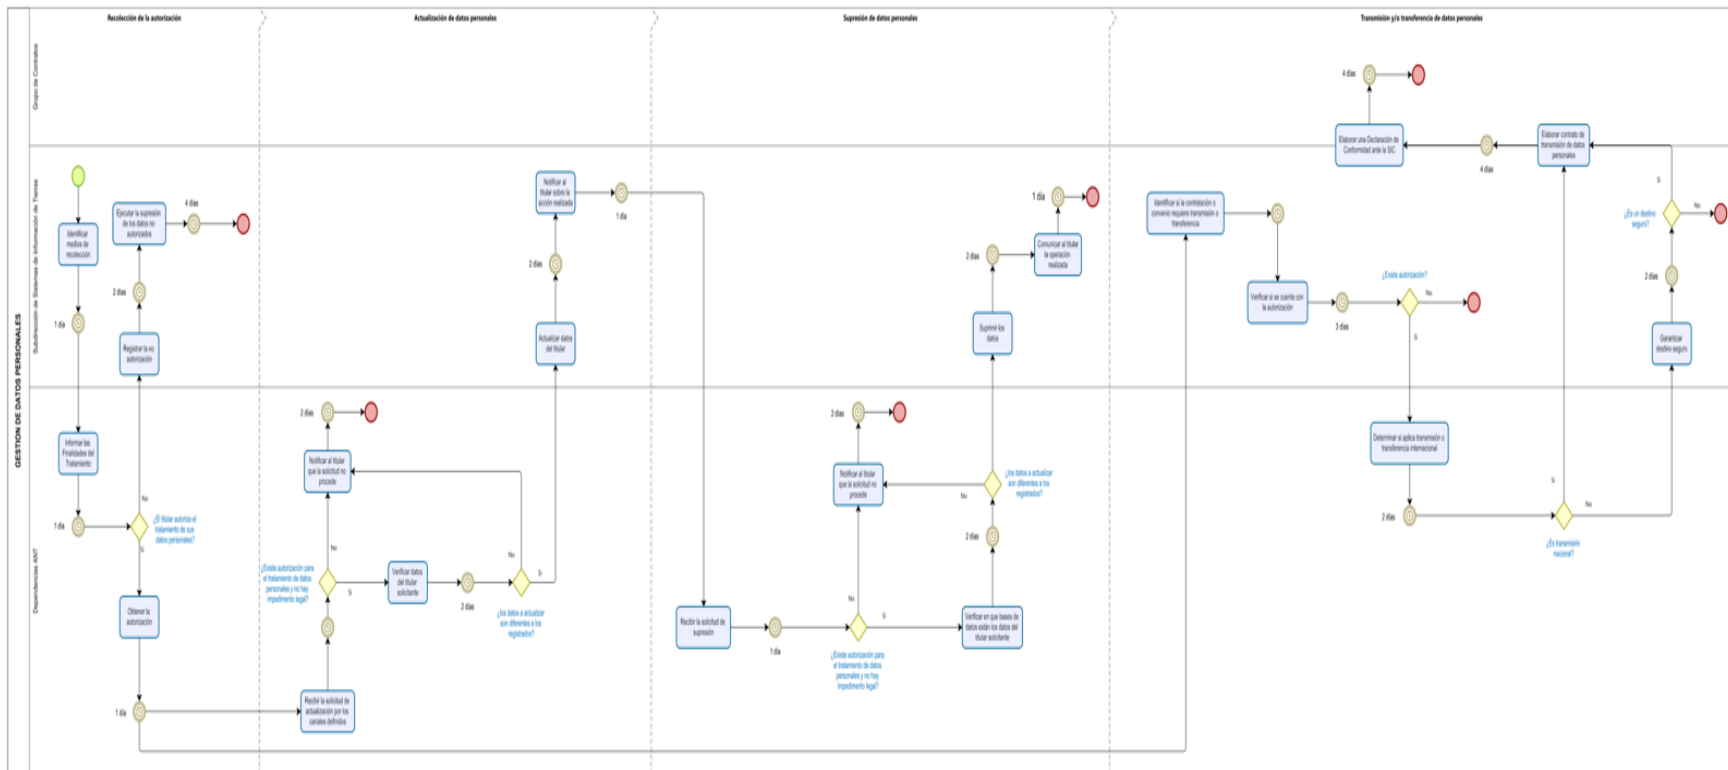 GESTION DE DATOS PERSONALES
Recolección de la autorización
Actualización de datos personales
Supresión de datos personales
Transmisión y/o transferencia de datos personales
Grupo de Contratos
Subdirección de Sistemas de Información de Tierras
Dependencias ANT
Identificar
medios de
recolección
1 día
Informar las
Finalidades del
Tratamiento
1 día
¿El titular autoriza el
tratamiento de sus
datos personales?
No
Si
Registrar la no
autorización
2 días
Ejecutar la supresión
de los datos no
autorizados
4 días
Obtener la
autorización
1 día
Recibir la solicitud de
actualización por los
canales definidos
¿Existe autorización para
el tratamiento de datos
personales y no hay
impedimento legal?
No
Si
Notificar al titular
que la solicitud no
procede
2 días
Verificar datos
del titular
solicitante
2 días
¿los datos a actualizar
son diferentes a los
registrados?
No
Si
Actualizar datos
del titular
2 días
Notificar al
titular sobre la
acción realizada
1 día
Recibir la solicitud de
supresión
1 día
¿Existe autorización para
el tratamiento de datos
personales y no hay
impedimento legal?
No
Si
Notificar al titular
que la solicitud no
procede
2 días
Verificar en que bases de
datos están los datos del
titular solicitante
2 días
¿los datos a actualizar
son diferentes a los
registrados?
No
Suprimir los
datos
2 días
Comunicar al titular
la operación
realizada
1 día
Identificar si la contratación o
convenio requiere transmisión o
transferencia
Verificar si se cuenta con
la autorización
3 días
¿Existe autorización?
No
Si
Determinar si aplica transmisión o
transferencia internacional
2 días
¿Es transmisión
nacional?
Si
No
Garantizar
destino seguro
2 días
¿Es un destino
seguro?
No
Si
Elaborar contrato de
transmisión de datos
personales
4 días
Elaborar una Declaración de
Conformidad ante la SIC
4 días